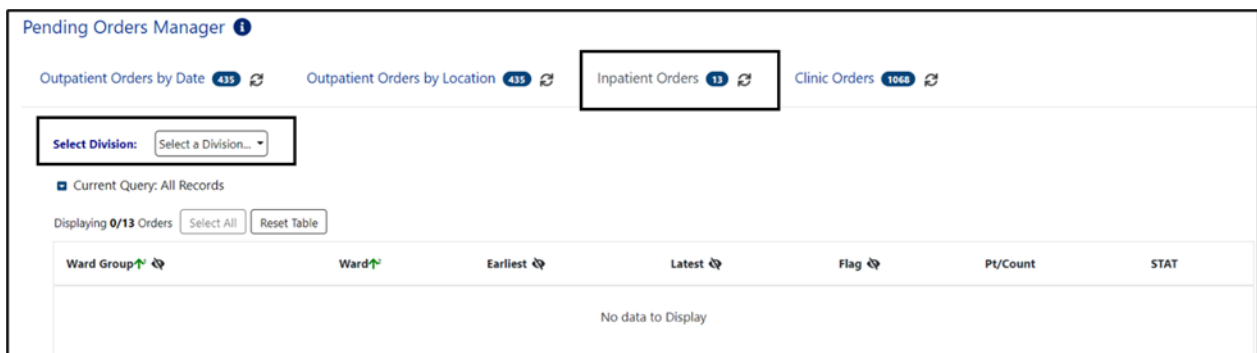 Pending Orders Manager
Outpatient Orders by Date 435 Outpatient Orders by Location 435 Inpatient Orders 13 Clinic Orders 1068
Select Division: Select a Division...
Current Query: All Records
Displaying 0/13 Orders Select All Reset Table
Ward Group 1 Ward 2 Earliest Latest Flag Pt/Count STAT
No data to Display